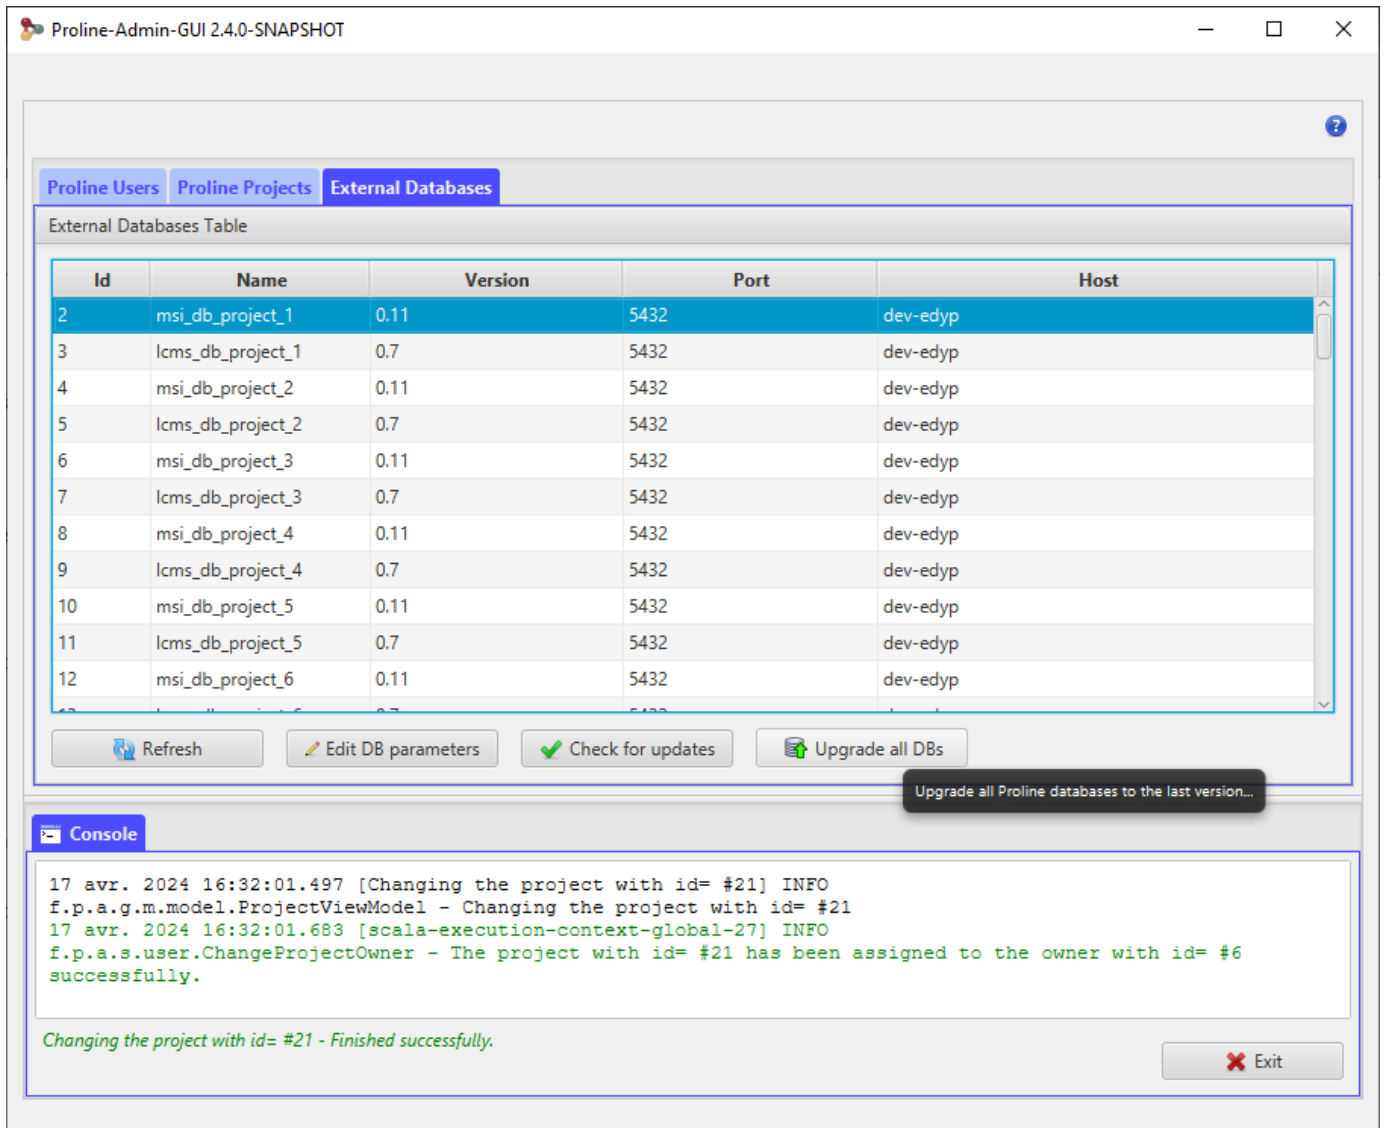 Proline-Admin-GUI 2.4.0-SNAPSHOT
Proline Users Proline Projects External Databases
External Databases Table
Id Name Version Port Host
2 msi_db_project_1 0.11 5432 dev-edyp
3 lcms_db_project_1 0.7 5432 dev-edyp
4 msi_db_project_2 0.11 5432 dev-edyp
5 lcms_db_project_2 0.7 5432 dev-edyp
6 msi_db_project_3 0.11 5432 dev-edyp
7 lcms_db_project_3 0.7 5432 dev-edyp
8 msi_db_project_4 0.11 5432 dev-edyp
9 lcms_db_project_4 0.7 5432 dev-edyp
10 msi_db_project_5 0.11 5432 dev-edyp
11 lcms_db_project_5 0.7 5432 dev-edyp
12 msi_db_project_6 0.11 5432 dev-edyp
Refresh Edit DB parameters Check for updates Upgrade all DBs
Upgrade all Proline databases to the last version...
Console
17 avr. 2024 16:32:01.497 [Changing the project with id= #21] INFO
f.p.a.g.m.model.ProjectViewModel - Changing the project with id= #21
17 avr. 2024 16:32:01.683 [scala-execution-context-global-27] INFO
f.p.a.s.user.ChangeProjectOwner - The project with id= #21 has been assigned to the owner with id= #6
successfully.
Changing the project with id= #21 - Finished successfully.
Exit